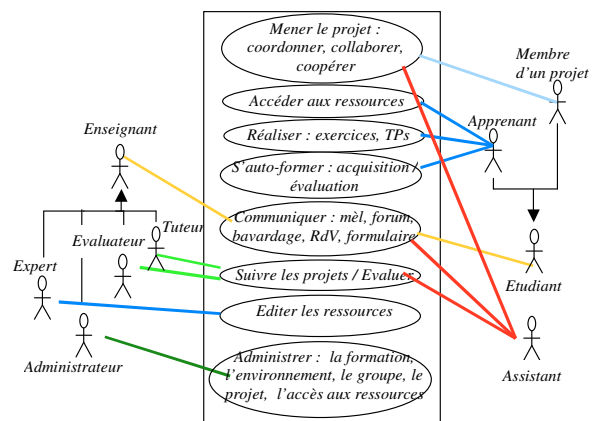 Mener le projet :
coordonner, collaborer,
coopérer
Membre
d'un projet
Accéder aux ressources
Apprenant
Enseignant
Réaliser : exercices, TPs
S'auto-former : acquisition /
évaluation
Communiquer : mèl, forum,
bavardage, RdV, formulaire
Tuteur
Evaluateur
Expert
Suivre les projets / Evaluer
Etudiant
Editer les ressources
Administrateur
Administrer : la formation,
l'environnement, le groupe, le
projet, l'accès aux ressources
Assistant